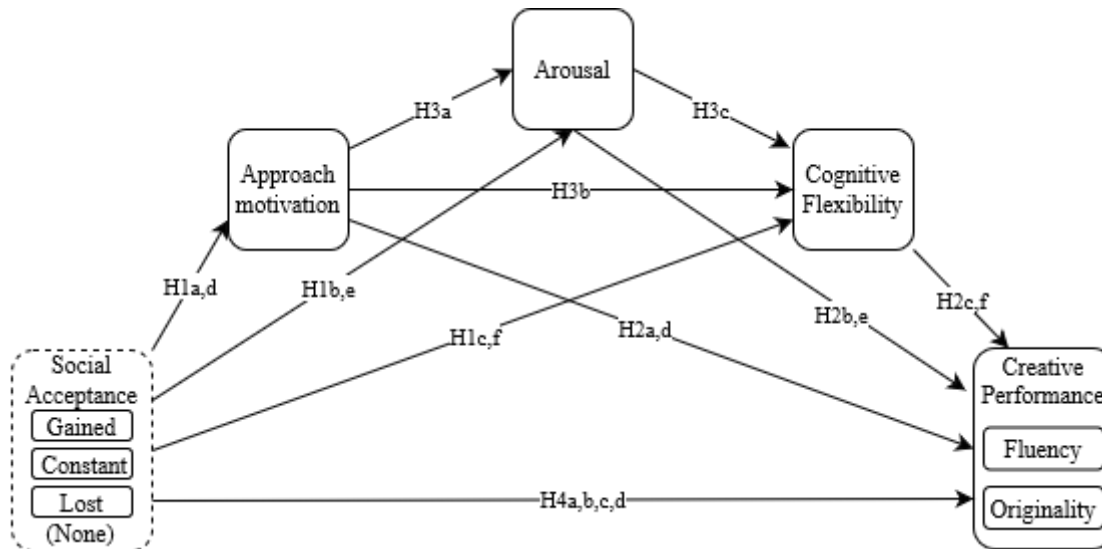 Arousal
H3a
H3c
Approach
motivation
H3b
Cognitive
Flexibility
H1a,d
H1b,e
H1c,f
H2a,d
H2b,e
H2c,f
Social
Acceptance
Gained
Constant
Lost
(None)
H4a,b,c,d
Creative
Performance
Fluency
Originality